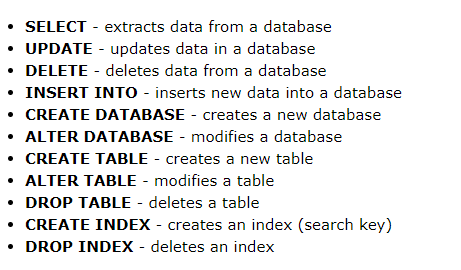 • SELECT - extracts data from a database
• UPDATE - updates data in a database
• DELETE - deletes data from a database
• INSERT INTO - inserts new data into a database
• CREATE DATABASE - creates a new database
• ALTER DATABASE - modifies a database
• CREATE TABLE - creates a new table
• ALTER TABLE - modifies a table
• DROP TABLE - deletes a table
• CREATE INDEX - creates an index (search key)
• DROP INDEX - deletes an index